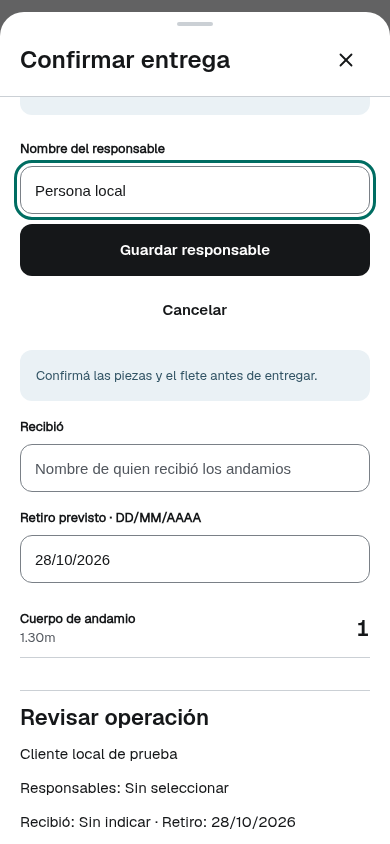 Confirmar entrega
Nombre del responsable
Persona local
Guardar responsable
Cancelar
Confirmá las piezas y el flete antes de entregar.
Recibió
Nombre de quien recibió los andamios
Retiro previsto · DD/MM/AAAA
28/10/2026
Cuerpo de andamio
1.30m
1
Revisar operación
Cliente local de prueba
Responsables: Sin seleccionar
Recibió: Sin indicar · Retiro: 28/10/2026